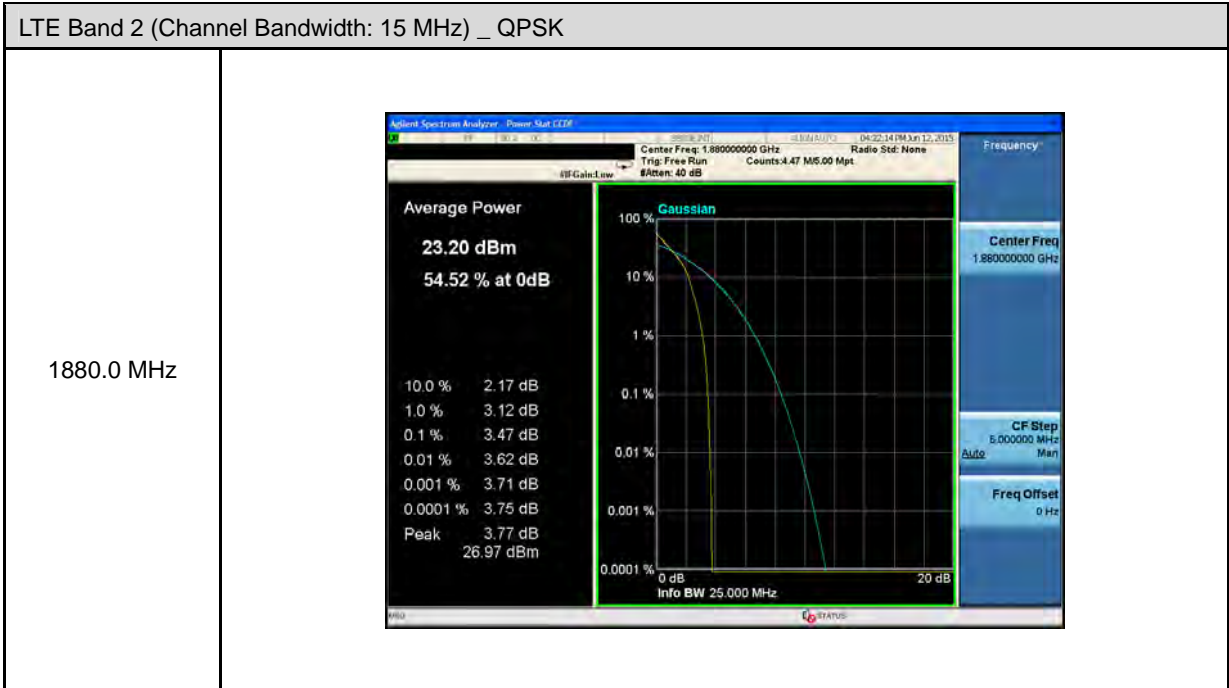 LTE Band 2 (Channel Bandwidth: 15 MHz) _ QPSK
1880.0 MHz
Agilent Spectrum Analyzer - Power Stat CCDF
04:22:14 PM Jun 12, 2015
Center Freq: 1.880000000 GHz
Radio Std: None
Trig: Free Run
Counts:4.47 M/5.00 Mpt
#IFGain:Low
#Atten: 40 dB
Average Power
23.20 dBm
54.52 % at 0dB
10.0 % 2.17 dB
1.0 % 3.12 dB
0.1 % 3.47 dB
0.01 % 3.62 dB
0.001 % 3.71 dB
0.0001 % 3.75 dB
Peak 3.77 dB
26.97 dBm
Gaussian
100 %
10 %
1 %
0.1 %
0.01 %
0.001 %
0.0001 %
0 dB
20 dB
Info BW 25.000 MHz
Frequency
Center Freq
1.880000000 GHz
CF Step
5.000000 MHz
Auto Man
Freq Offset
0 Hz
MSG
STATUS